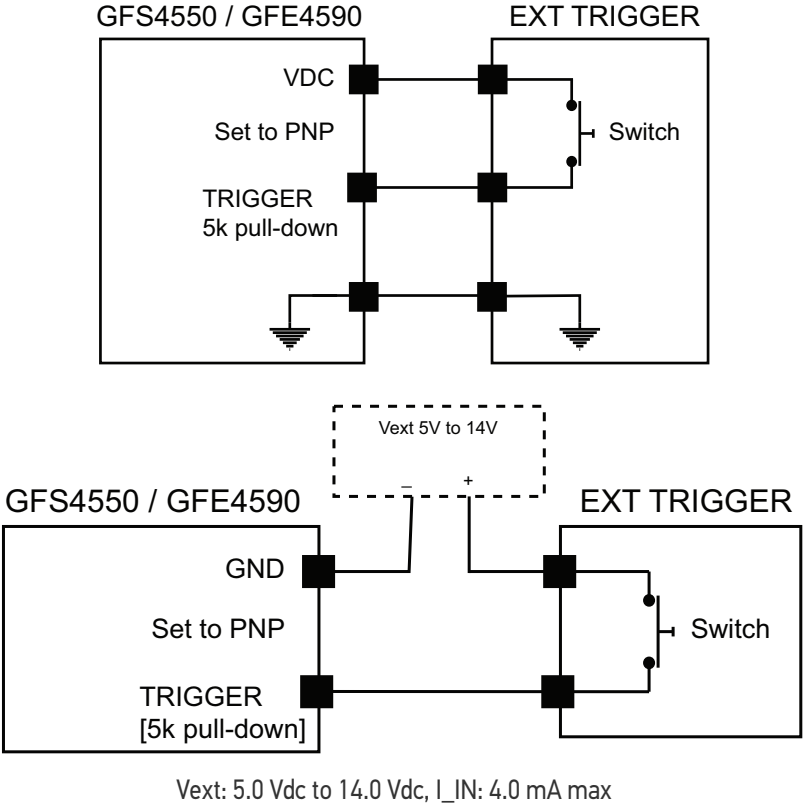 GFS4550 / GFE4590
EXT TRIGGER
VDC
Set to PNP
Switch
TRIGGER
5k pull-down
Vext 5V to 14V
– +
GFS4550 / GFE4590
EXT TRIGGER
GND
Set to PNP
Switch
TRIGGER
[5k pull-down]
Vext: 5.0 Vdc to 14.0 Vdc, I_IN: 4.0 mA max